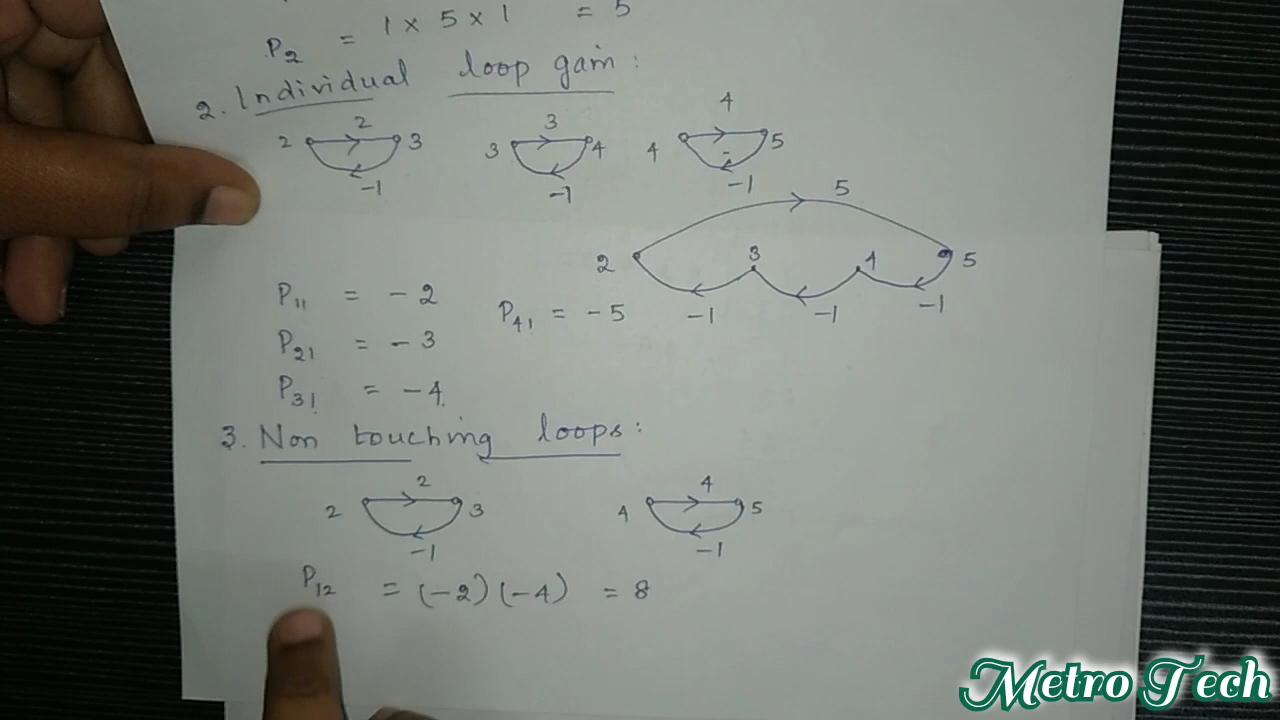 P2 = 1 x 5 x 1 = 5
2. Individual loop gain:
2 2 3 -1
3 3 4 -1
4 4 5 -1
5
2 3 4 5
-1 -1 -1
P11 = -2
P41 = -5
P21 = -3
P31 = -4.
3. Non touching loops:
2 2 3 -1
4 4 5 -1
P12 = (-2)(-4) = 8
Metro Tech